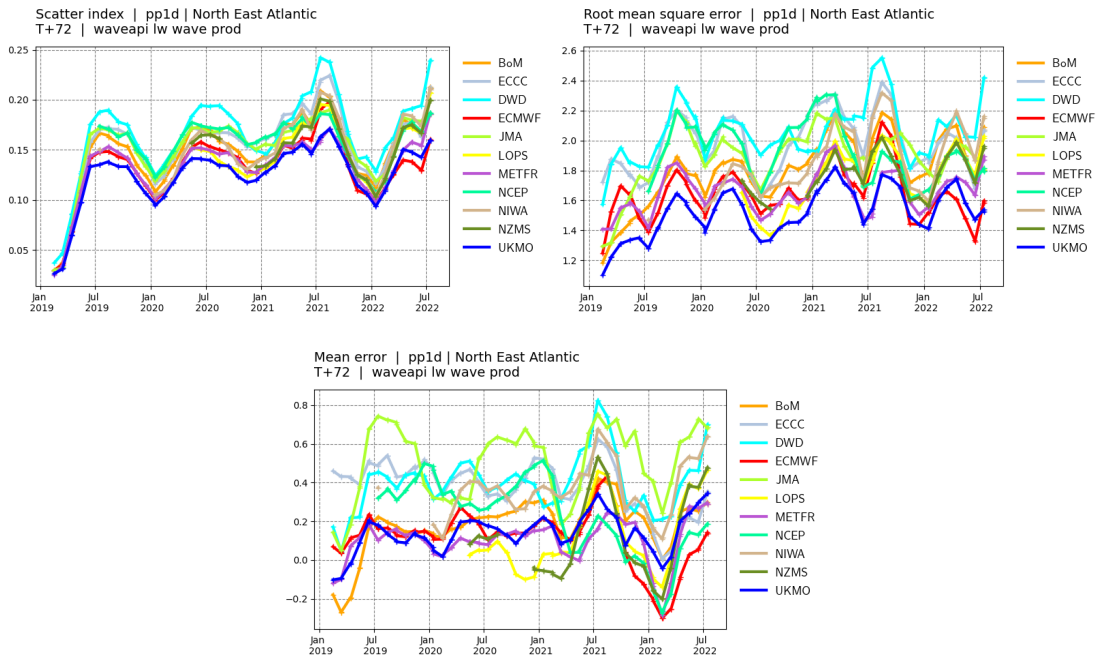 Scatter index | pp1d | North East Atlantic
T+72 | waveapi lw wave prod
0.25
0.20
0.15
0.10
0.05
Jan
2019
Jul
2019
Jan
2020
Jul
2020
Jan
2021
Jul
2021
Jan
2022
Jul
2022
BoM
ECCC
DWD
ECMWF
JMA
LOPS
METFR
NCEP
NIWA
NZMS
UKMO
Root mean square error | pp1d | North East Atlantic
T+72 | waveapi lw wave prod
2.6
2.4
2.2
2.0
1.8
1.6
1.4
1.2
Jan
2019
Jul
2019
Jan
2020
Jul
2020
Jan
2021
Jul
2021
Jan
2022
Jul
2022
BoM
ECCC
DWD
ECMWF
JMA
LOPS
METFR
NCEP
NIWA
NZMS
UKMO
Mean error | pp1d | North East Atlantic
T+72 | waveapi lw wave prod
0.8
0.6
0.4
0.2
0.0
−0.2
Jan
2019
Jul
2019
Jan
2020
Jul
2020
Jan
2021
Jul
2021
Jan
2022
Jul
2022
BoM
ECCC
DWD
ECMWF
JMA
LOPS
METFR
NCEP
NIWA
NZMS
UKMO